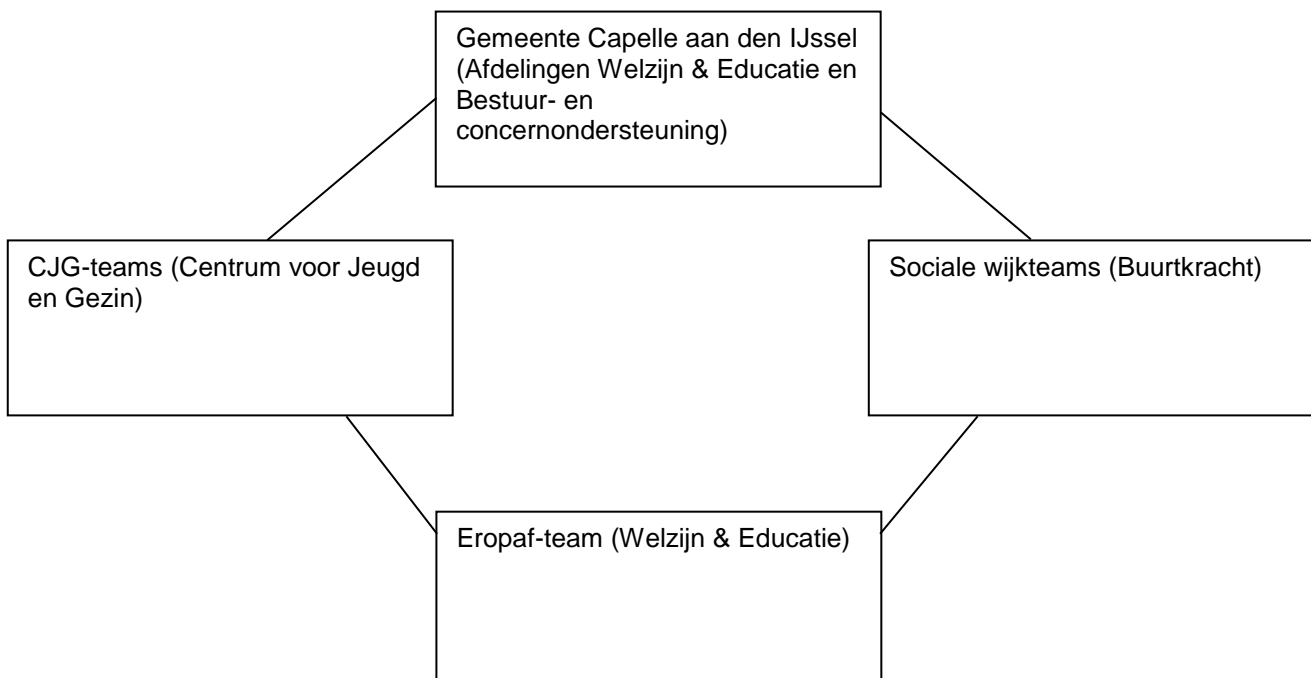 Gemeente Capelle aan den IJssel
(Afdelingen Welzijn & Educatie en
Bestuur- en
concernondersteuning)
CJG-teams (Centrum voor Jeugd
en Gezin)
Sociale wijkteams (Buurtkracht)
Eropaf-team (Welzijn & Educatie)